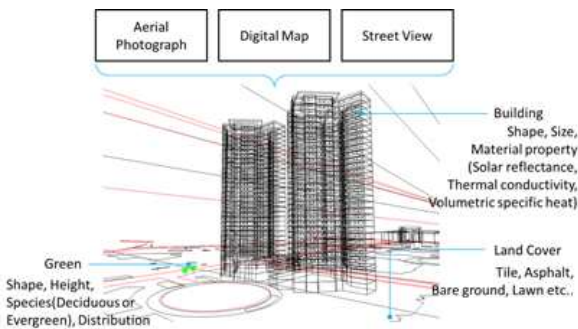 Aerial
Photograph
Digital Map
Street View
Building
Shape, Size,
Material property
(Solar reflectance,
Thermal conductivity,
Volumetric specific heat)
Land Cover
Tile, Asphalt,
Bare ground, Lawn etc..
Green
Shape, Height,
Species(Deciduous or
Evergreen), Distribution